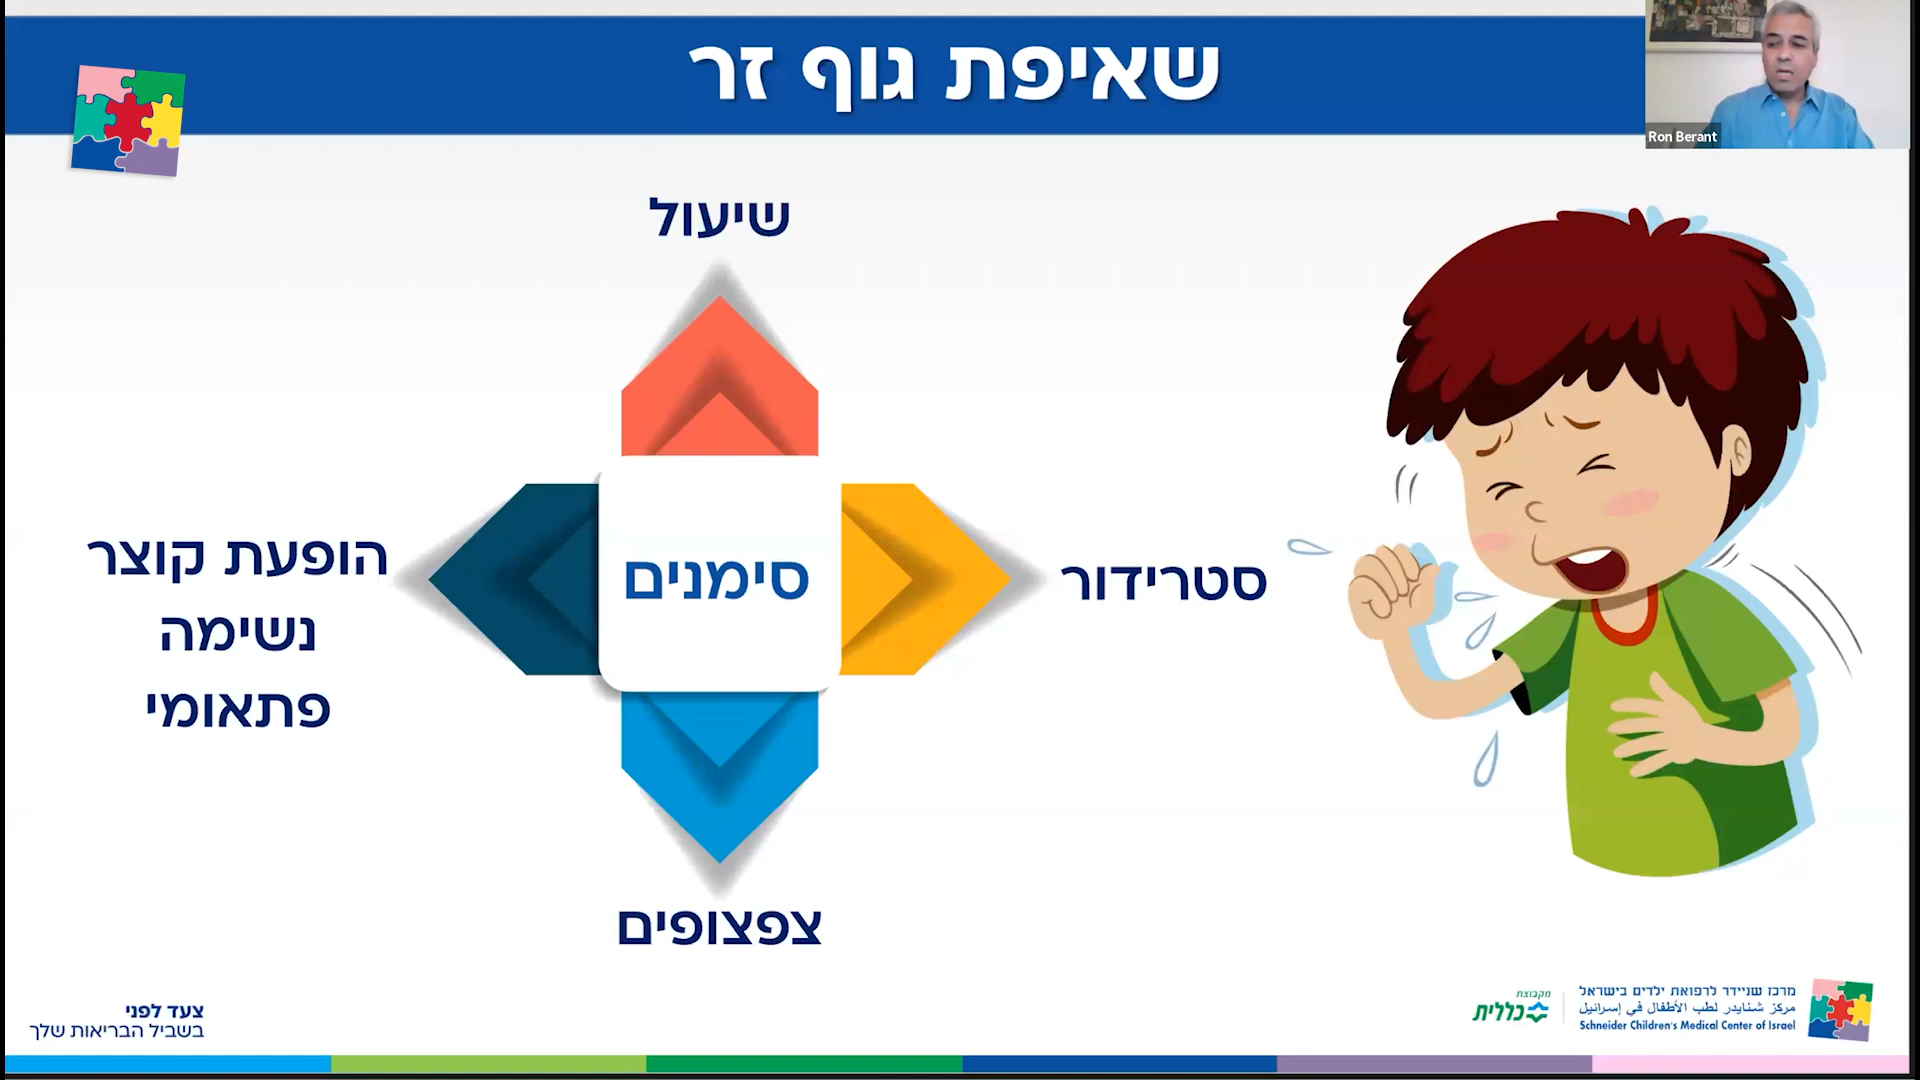 שאיפת גוף זר
Ron Berant
שיעול
סטרידור
סימנים
הופעת קוצר
נשימה
פתאומי
צפצופים
צעד לפני
בשביל הבריאות שלך
מקבוצת
כללית
מרכז שניידר לרפואת ילדים בישראל
مركز شنايدر لطب الأطفال في إسرائيل
Schneider Children's Medical Center of Israel